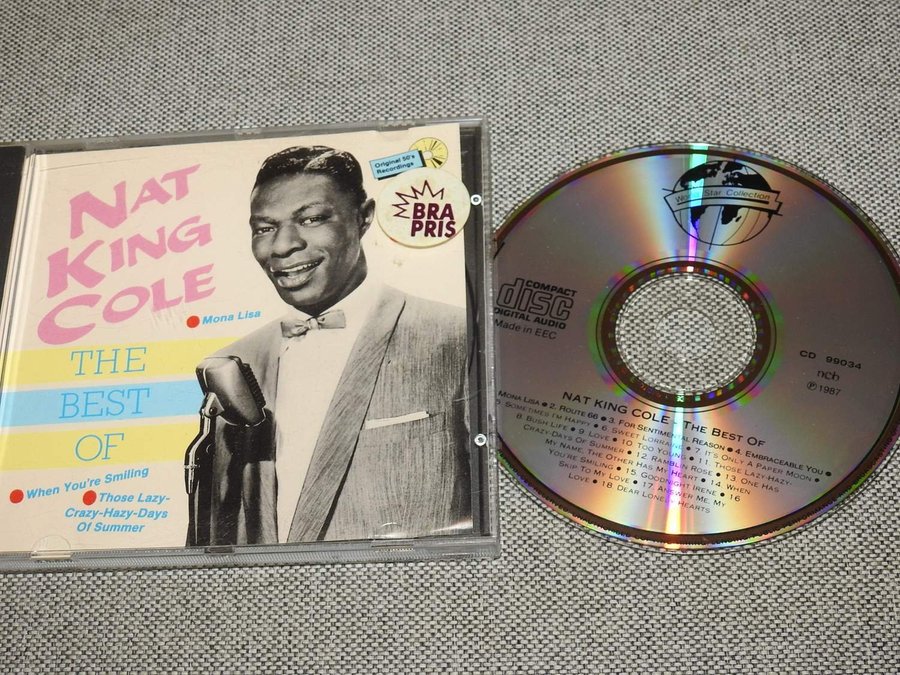 NAT
KING
COLE
Mona Lisa
THE
BEST
OF
When You're Smiling
Those Lazy-
Crazy-Hazy-Days
Of Summer
Original 50's
Recordings
BRA
PRIS
World Star Collection
COMPACT
disc
DIGITAL AUDIO
Made in EEC
CD 99034
ncb
℗ 1987
NAT KING COLE - THE BEST OF
MONA LISA ● 2. ROUTE 66 ● 3. FOR SENTIMENTAL REASON ● 4. EMBRACEABLE YOU ●
SOMETIMES I'M HAPPY ● 6. SWEET LORRAINE ● 7. IT'S ONLY A PAPER MOON ●
8. BUSH LIFE ● 9. LOVE ● 10. TOO YOUNG ● 11. THOSE LAZY-HAZY-
CRAZY-DAYS OF SUMMER ● 12. RAMBLIN ROSE ● 13. ONE HAS
MY NAME, THE OTHER HAS MY HEART ● 14. WHEN
YOU'RE SMILING ● 15. GOODNIGHT IRENE ● 16
SKIP TO MY LOVE ● 17. ANSWER ME, MY
LOVE ● 18. DEAR LONELY HEARTS